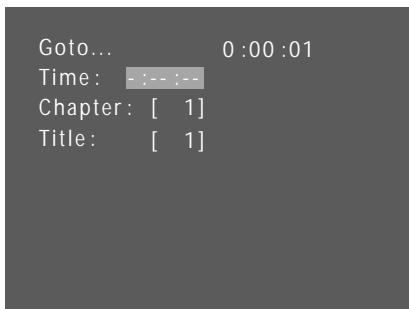 Goto... 0:00:01
Time: -:--:--
Chapter: [ 1]
Title: [ 1]